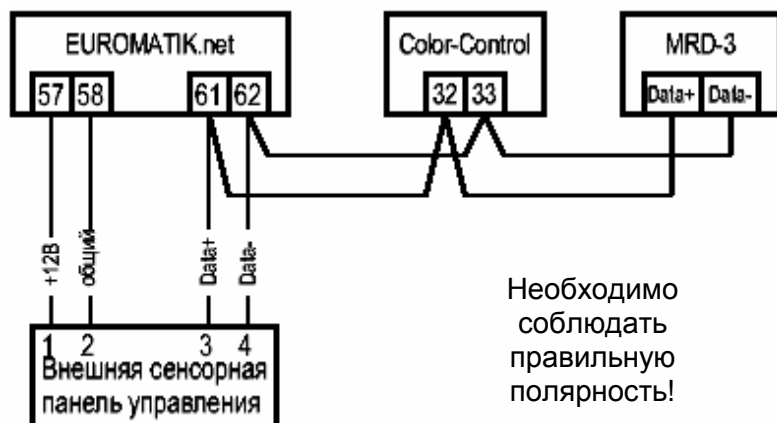 EUROMATIK.net
57 58 61 62
Color-Control
32 33
MRD-3
Data+ Data-
+12В
общий
Data+
Data-
1 2 3 4
Внешняя сенсорная
панель управления
Необходимо
соблюдать
правильную
полярность!